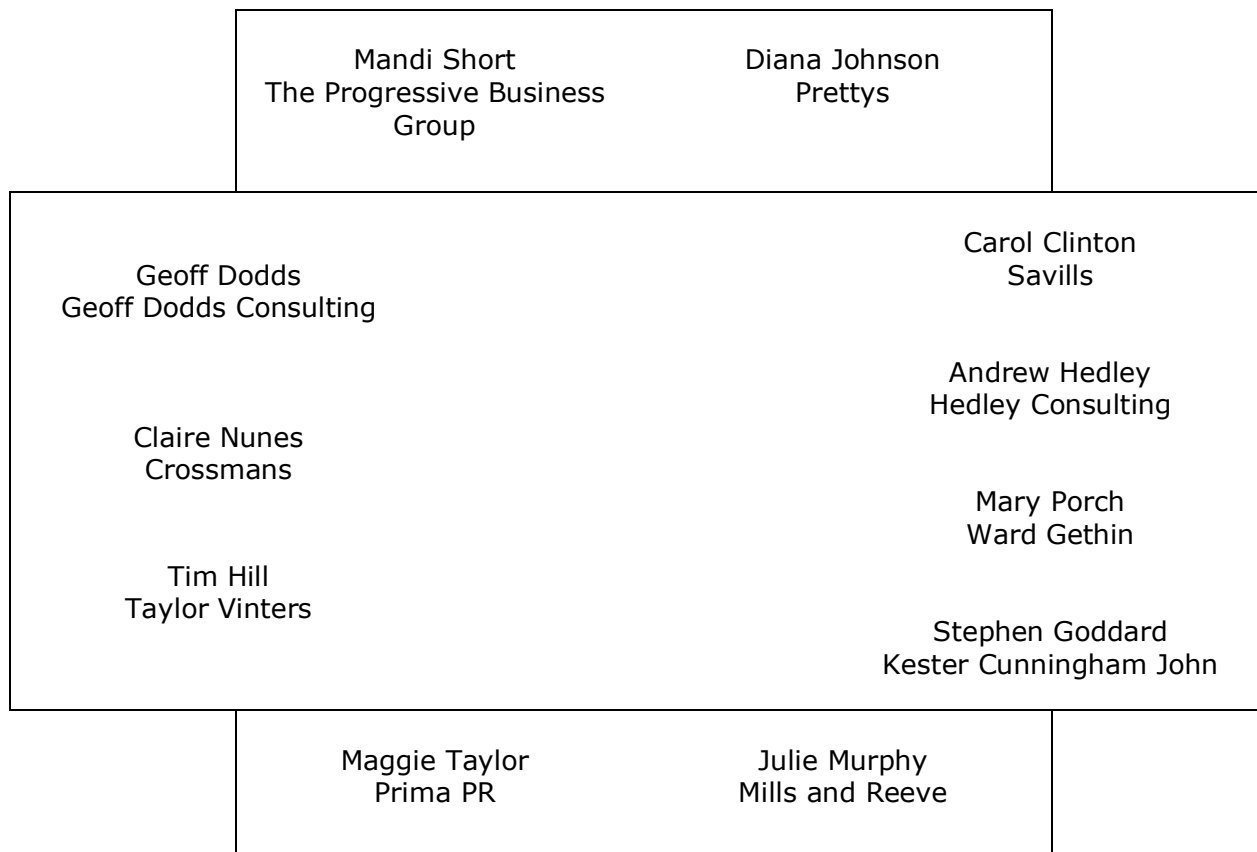 Mandi Short
The Progressive Business
Group
Diana Johnson
Prettys
Geoff Dodds
Geoff Dodds Consulting
Claire Nunes
Crossmans
Tim Hill
Taylor Vinters
Carol Clinton
Savills
Andrew Hedley
Hedley Consulting
Mary Porch
Ward Gethin
Stephen Goddard
Kester Cunningham John
Maggie Taylor
Prima PR
Julie Murphy
Mills and Reeve